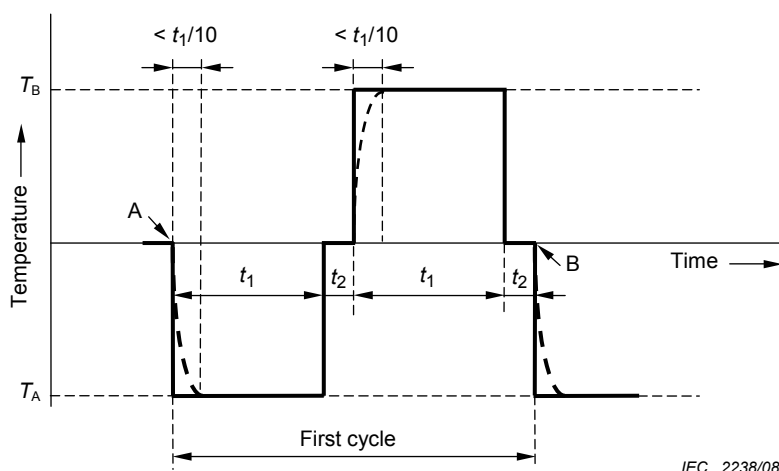 < t1/10
< t1/10
TB
A
Temperature
t1
t2
t1
t2
B
Time
TA
First cycle
IEC 2238/08